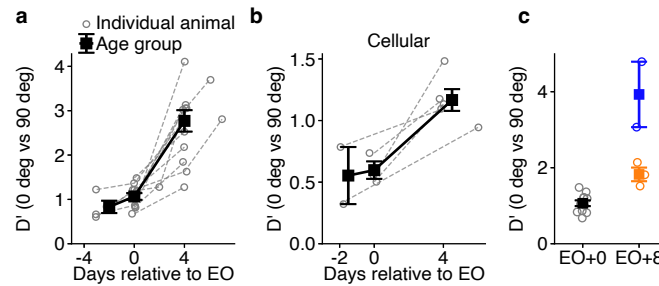 a
Individual animal
Age group
D' (0 deg vs 90 deg)
4
3
2
1
0
-4 0 4
Days relative to EO
b
Cellular
D' (0 deg vs 90 deg)
1.5
1.0
0.5
0.0
-2 0 4
Days relative to EO
c
D' (0 deg vs 90 deg)
4
2
0
EO+0 EO+8